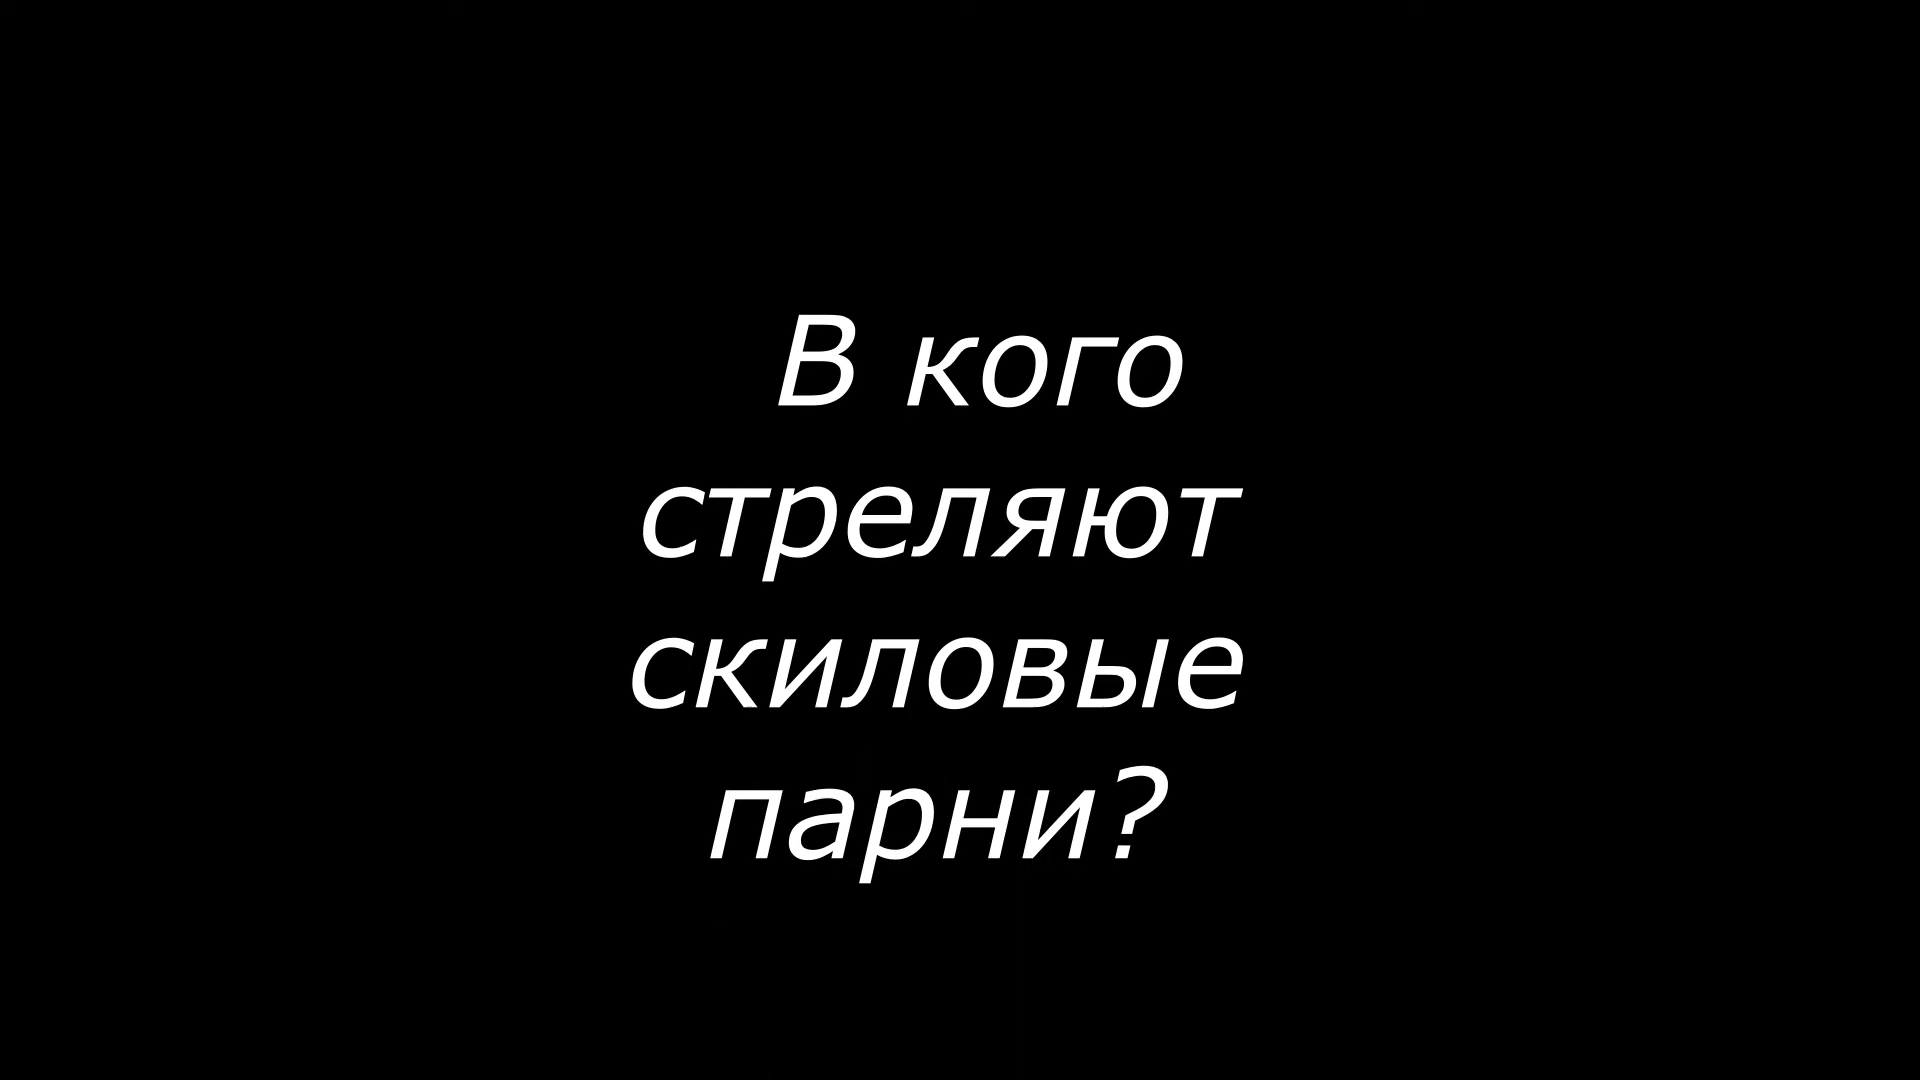 В кого
стреляют
скиловые
парни?